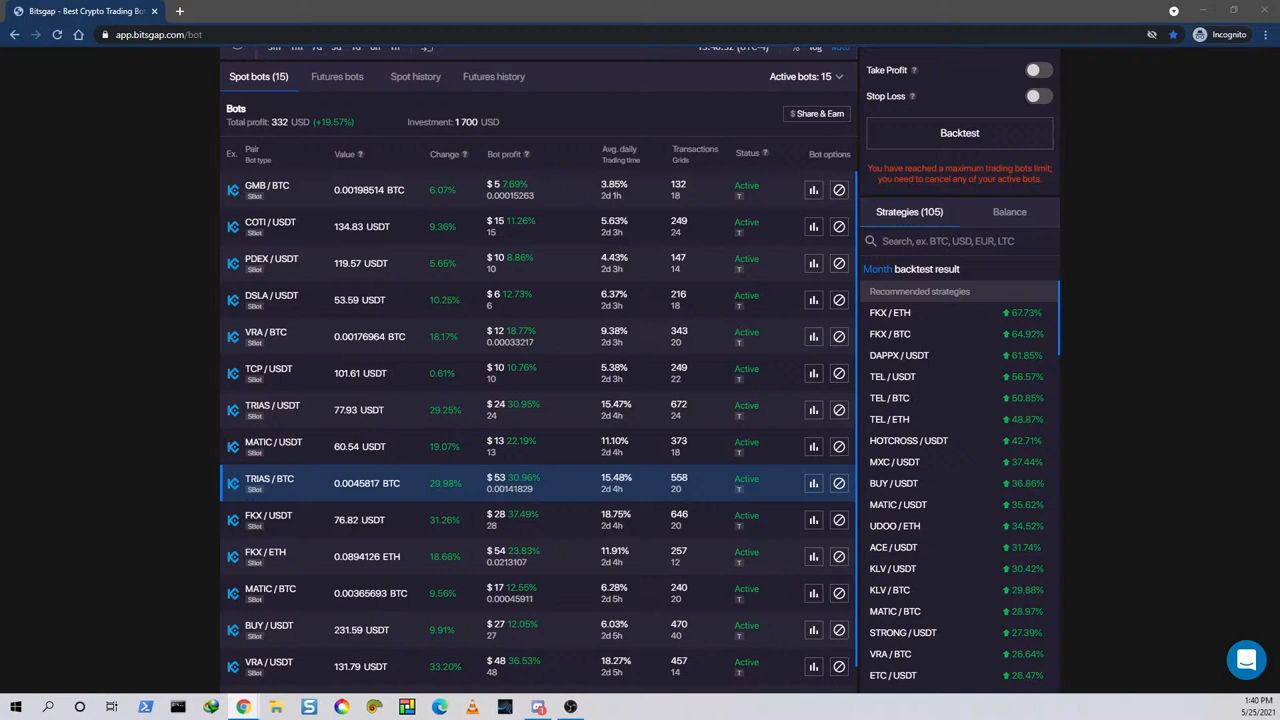 Bitsgap - Best Crypto Trading Bot
app.bitsgap.com/bot
Incognito
Spot bots (15) Futures bots Spot history Futures history Active bots: 15
Bots
Total profit: 332 USD (+19.57%) Investment: 1 700 USD $ Share & Earn
Ex. Pair Value Change Bot profit Avg. daily Transactions Status Bot options
Bot type Trading time Grids
GMB / BTC 0.00198514 BTC 6.07% $ 5 7.69% 3.85% 132 Active
SBot 0.00015263 2d 1h 18 T
COTI / USDT 134.83 USDT 9.36% $ 15 11.26% 5.63% 249 Active
SBot 15 2d 3h 24 T
PDEX / USDT 119.57 USDT 5.65% $ 10 8.86% 4.43% 147 Active
SBot 10 2d 3h 14 T
DSLA / USDT 53.59 USDT 10.25% $ 6 12.73% 6.37% 216 Active
SBot 6 2d 3h 18 T
VRA / BTC 0.00176964 BTC 18.17% $ 12 18.77% 9.38% 343 Active
SBot 0.00033217 2d 3h 20 T
TCP / USDT 101.61 USDT 0.61% $ 10 10.76% 5.38% 249 Active
SBot 10 2d 3h 22 T
TRIAS / USDT 77.93 USDT 29.25% $ 24 30.95% 15.47% 672 Active
SBot 24 2d 4h 24 T
MATIC / USDT 60.54 USDT 19.07% $ 13 22.19% 11.10% 373 Active
SBot 13 2d 4h 18 T
TRIAS / BTC 0.0045817 BTC 29.98% $ 53 30.96% 15.48% 558 Active
SBot 0.00141829 2d 4h 20 T
FKX / USDT 76.82 USDT 31.26% $ 28 37.49% 18.75% 646 Active
SBot 28 2d 4h 20 T
FKX / ETH 0.0894126 ETH 18.68% $ 54 23.83% 11.91% 257 Active
SBot 0.0213107 2d 4h 12 T
MATIC / BTC 0.00365693 BTC 9.56% $ 17 12.55% 6.28% 240 Active
SBot 0.00045911 2d 5h 20 T
BUY / USDT 231.59 USDT 9.91% $ 27 12.05% 6.03% 470 Active
SBot 27 2d 5h 40 T
VRA / USDT 131.79 USDT 33.20% $ 48 36.53% 18.27% 457 Active
SBot 48 2d 5h 14 T
Take Profit
Stop Loss
Backtest
You have reached a maximum trading bots limit;
you need to cancel any of your active bots.
Strategies (105) Balance
Search, ex. BTC, USD, EUR, LTC
Month backtest result
Recommended strategies
FKX / ETH 67.73%
FKX / BTC 64.92%
DAPPX / USDT 61.85%
TEL / USDT 56.57%
TEL / BTC 50.85%
TEL / ETH 48.87%
HOTCROSS / USDT 42.71%
MXC / USDT 37.44%
BUY / USDT 36.86%
MATIC / USDT 35.62%
UDOO / ETH 34.52%
ACE / USDT 31.74%
KLV / USDT 30.42%
KLV / BTC 29.88%
MATIC / BTC 28.97%
STRONG / USDT 27.39%
VRA / BTC 26.64%
ETC / USDT 26.47%
1:40 PM
5/25/2021